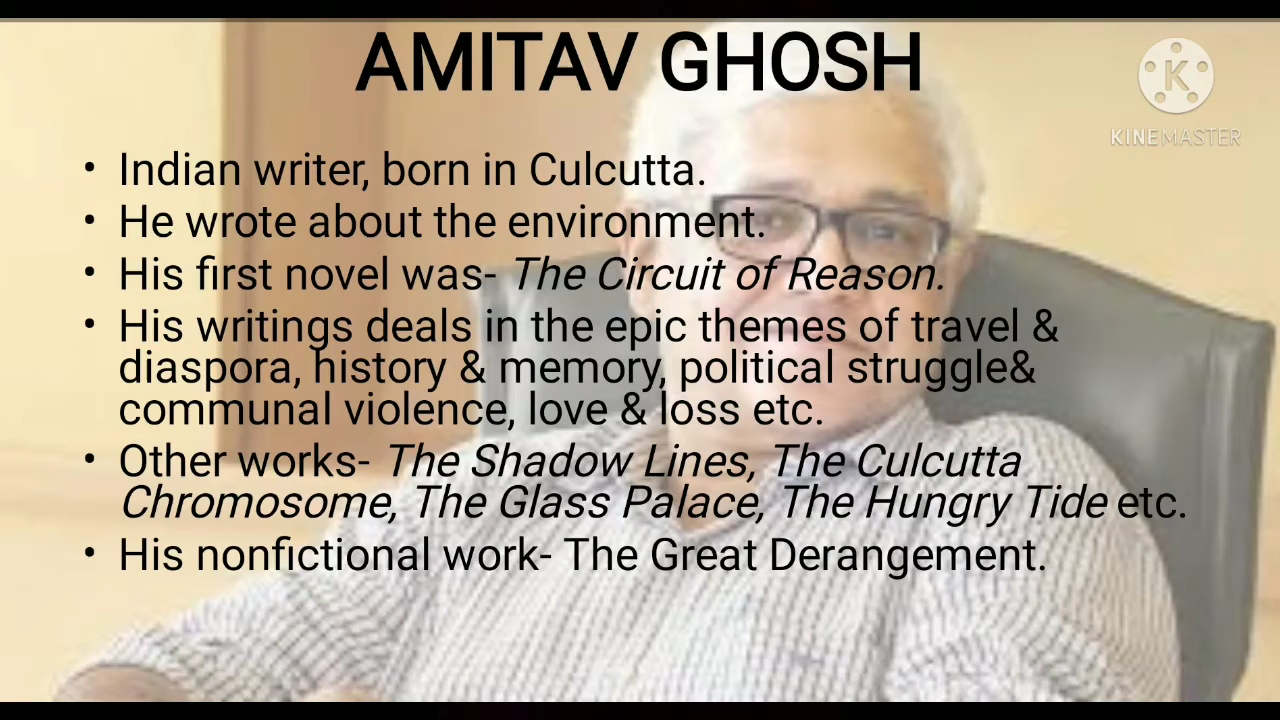 AMITAV GHOSH
K
KINEMASTER
• Indian writer, born in Culcutta.
• He wrote about the environment.
• His first novel was- The Circuit of Reason.
• His writings deals in the epic themes of travel &
diaspora, history & memory, political struggle&
communal violence, love & loss etc.
• Other works- The Shadow Lines, The Culcutta
Chromosome, The Glass Palace, The Hungry Tide etc.
• His nonfictional work- The Great Derangement.